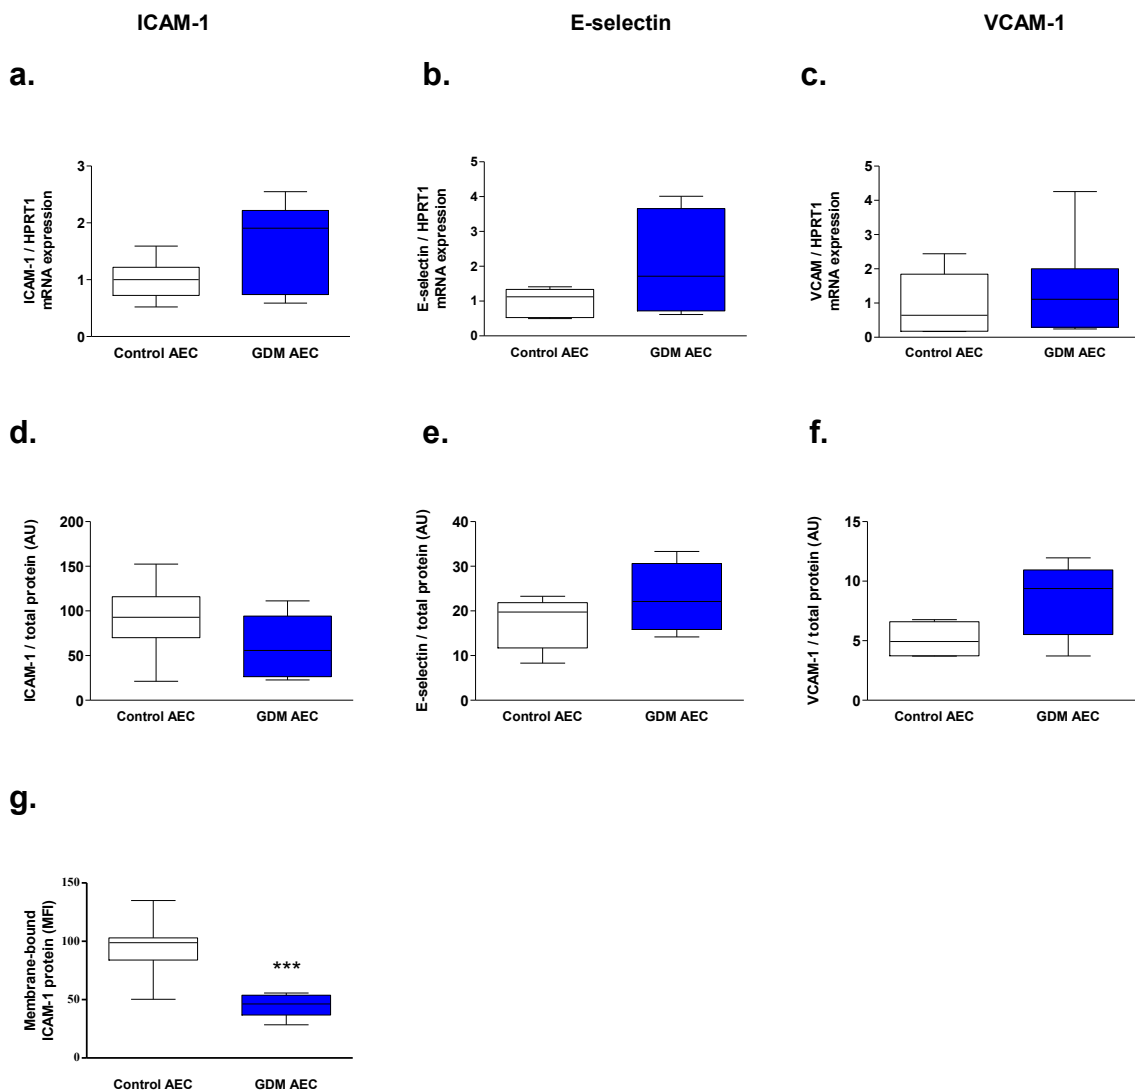 ICAM-1
E-selectin
VCAM-1
a.
b.
c.
ICAM-1 / HPRT1
mRNA expression
3
2
1
0
Control AEC
GDM AEC
E-selectin / HPRT1
mRNA expression
5
4
3
2
1
0
Control AEC
GDM AEC
VCAM / HPRT1
mRNA expression
5
4
3
2
1
0
Control AEC
GDM AEC
d.
e.
f.
ICAM-1 / total protein (AU)
200
150
100
50
0
Control AEC
GDM AEC
E-selectin / total protein (AU)
40
30
20
10
0
Control AEC
GDM AEC
VCAM-1 / total protein (AU)
15
10
5
0
Control AEC
GDM AEC
g.
Membrane-bound
ICAM-1 protein (MFI)
150
100
50
0
***
Control AEC
GDM AEC